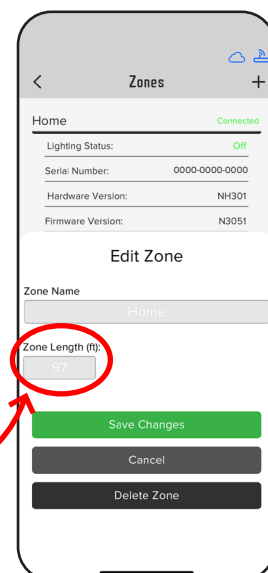 < Zones +
Home Connected
Lighting Status: Off
Serial Number: 0000-0000-0000
Hardware Version: NH301
Firmware Version: N3051
Edit Zone
Zone Name
Home
Zone Length (ft):
97
Save Changes
Cancel
Delete Zone